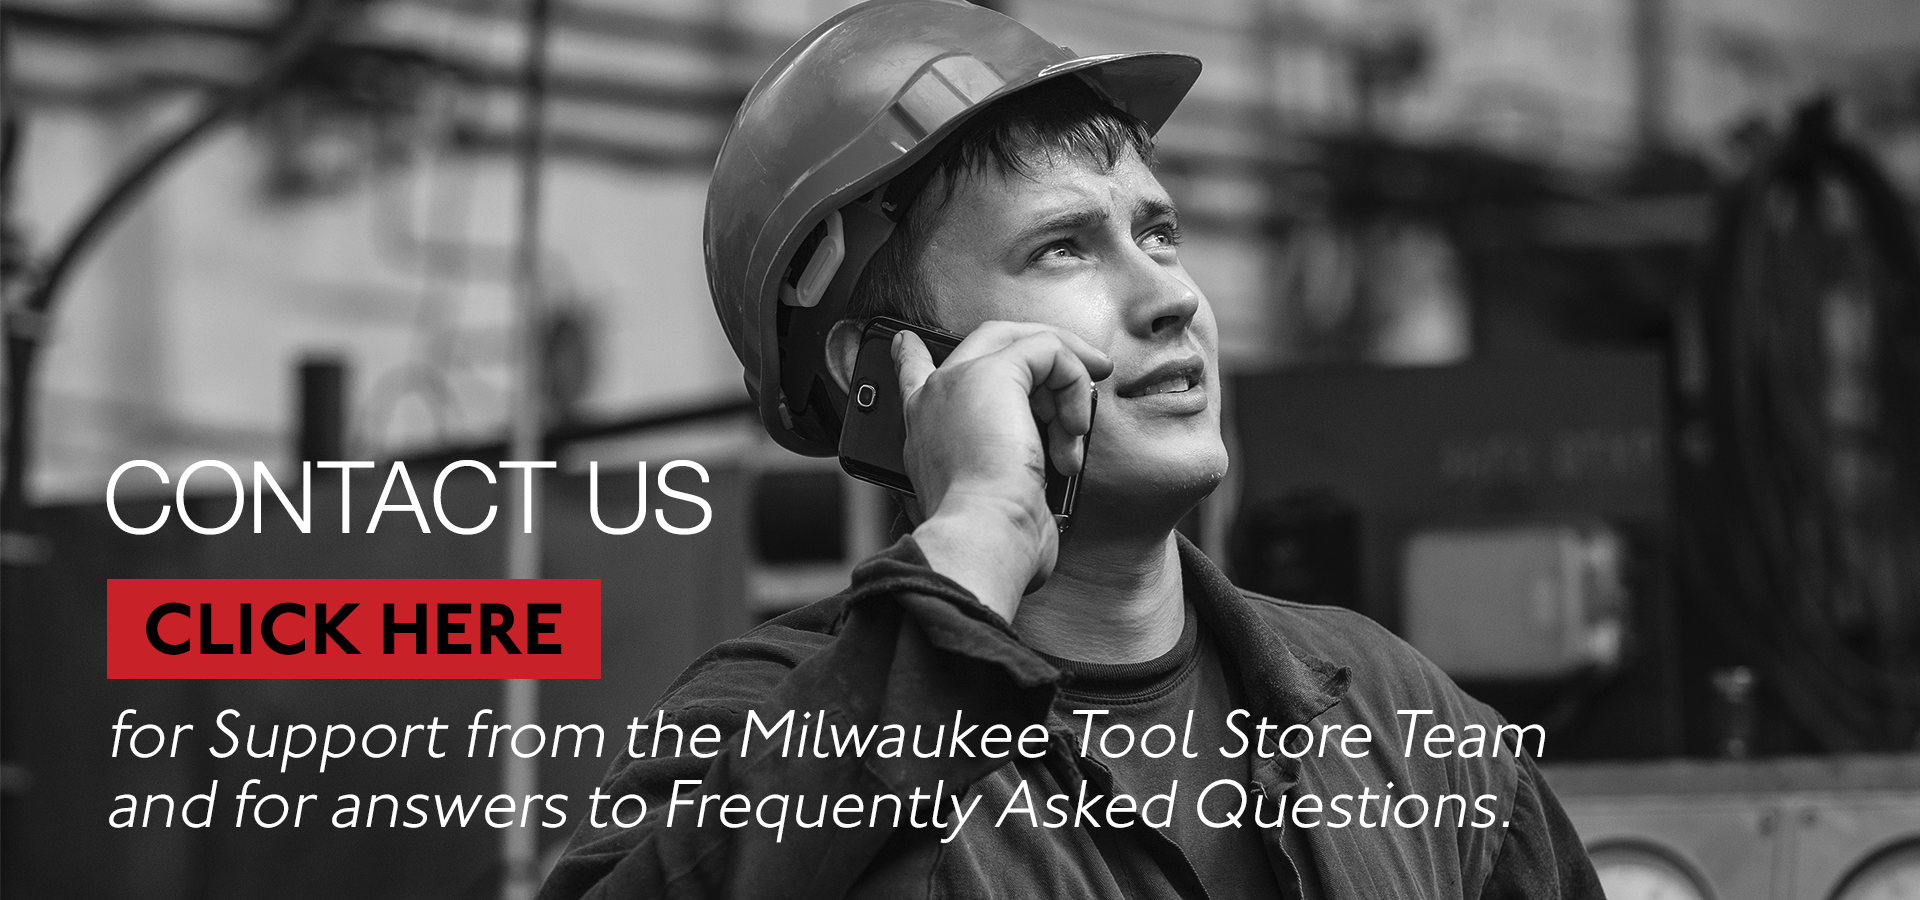 CONTACT US
CLICK HERE
for Support from the Milwaukee Tool Store Team
and for answers to Frequently Asked Questions.